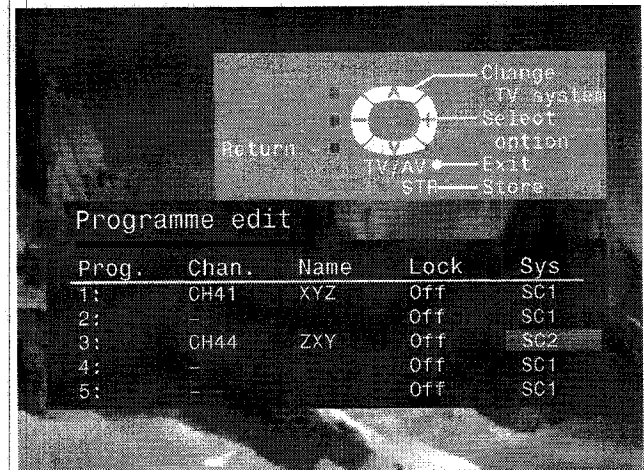 Change
TV system
Select
option
Return
TV/AV Exit
STR Store
Programme edit
Prog. Chan. Name Lock Sys
1: CH41 XYZ Off SC1
2: - Off SC1
3: CH44 ZXY Off SC2
4: - Off SC1
5: - Off SC1